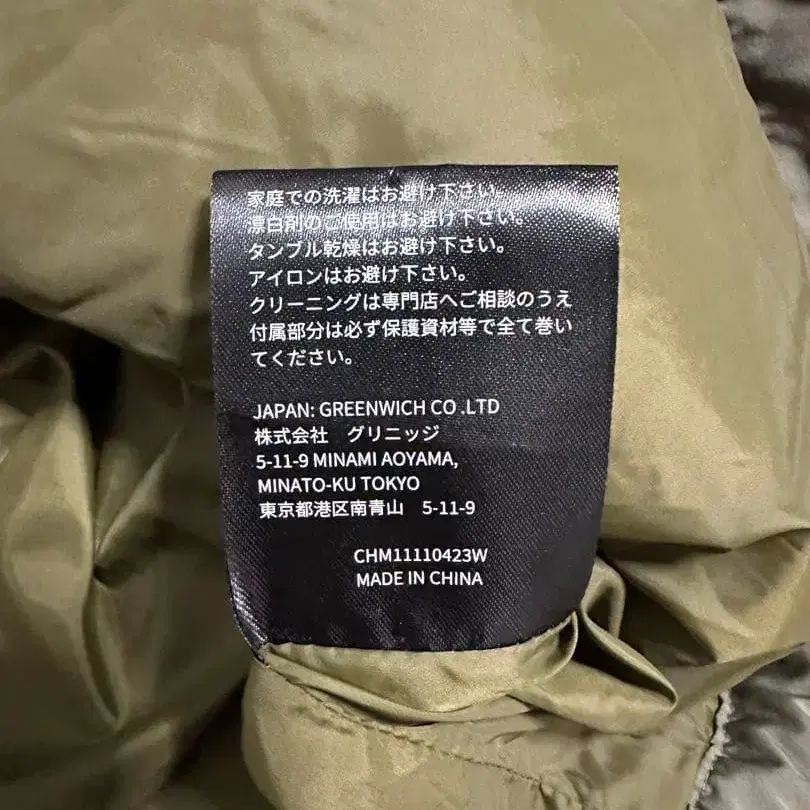 家庭での洗濯はお避け下さい。
漂白剤のご使用はお避け下さい。
タンブル乾燥はお避け下さい。
アイロンはお避け下さい。
クリーニングは専門店へご相談のうえ
付属部分は必ず保護資材等で全て巻い
てください。
JAPAN: GREENWICH CO .LTD
株式会社　グリニッジ
5-11-9 MINAMI AOYAMA,
MINATO-KU TOKYO
東京都港区南青山　5-11-9
CHM11110423W
MADE IN CHINA